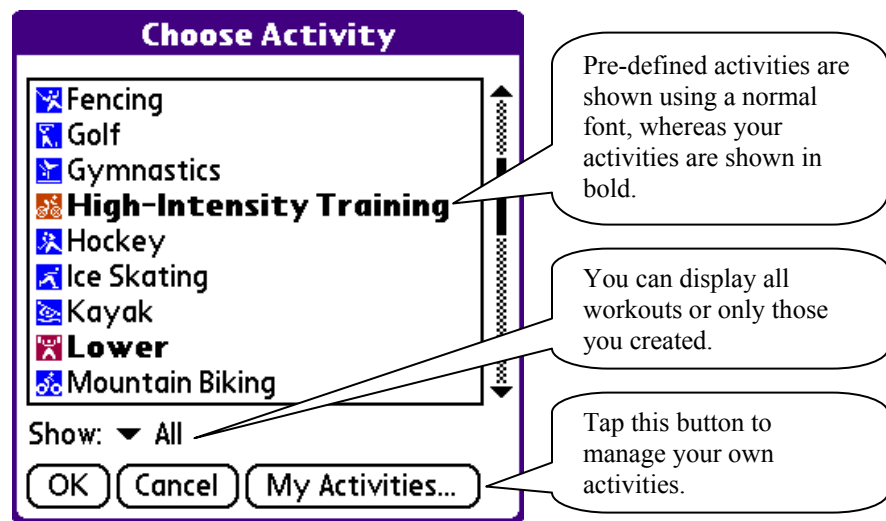 Choose Activity
Fencing
Golf
Gymnastics
High-Intensity Training
Hockey
Ice Skating
Kayak
Lower
Mountain Biking
Show: All
OK Cancel My Activities...
Pre-defined activities are
shown using a normal
font, whereas your
activities are shown in
bold.
You can display all
workouts or only those
you created.
Tap this button to
manage your own
activities.